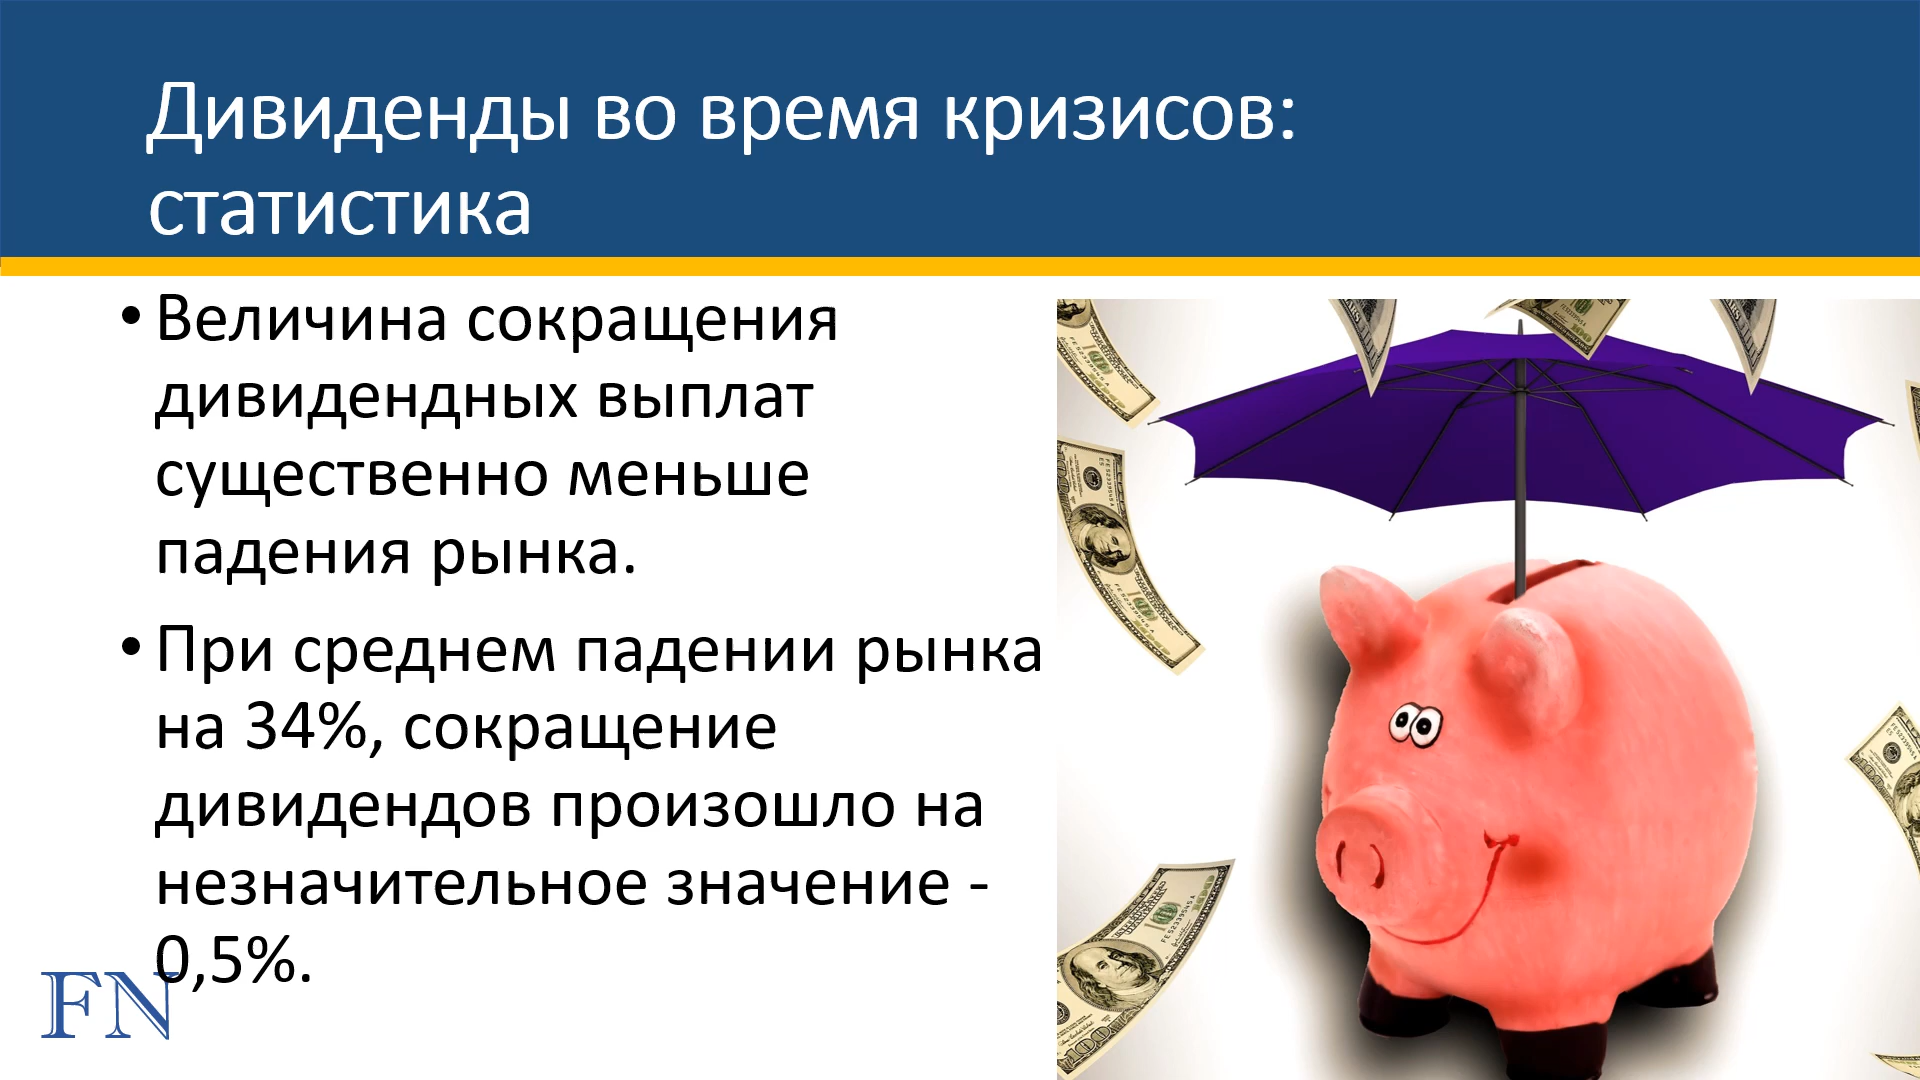 Дивиденды во время кризисов:
статистика
• Величина сокращения
дивидендных выплат
существенно меньше
падения рынка.
• При среднем падении рынка
на 34%, сокращение
дивидендов произошло на
незначительное значение -
0,5%.
FN